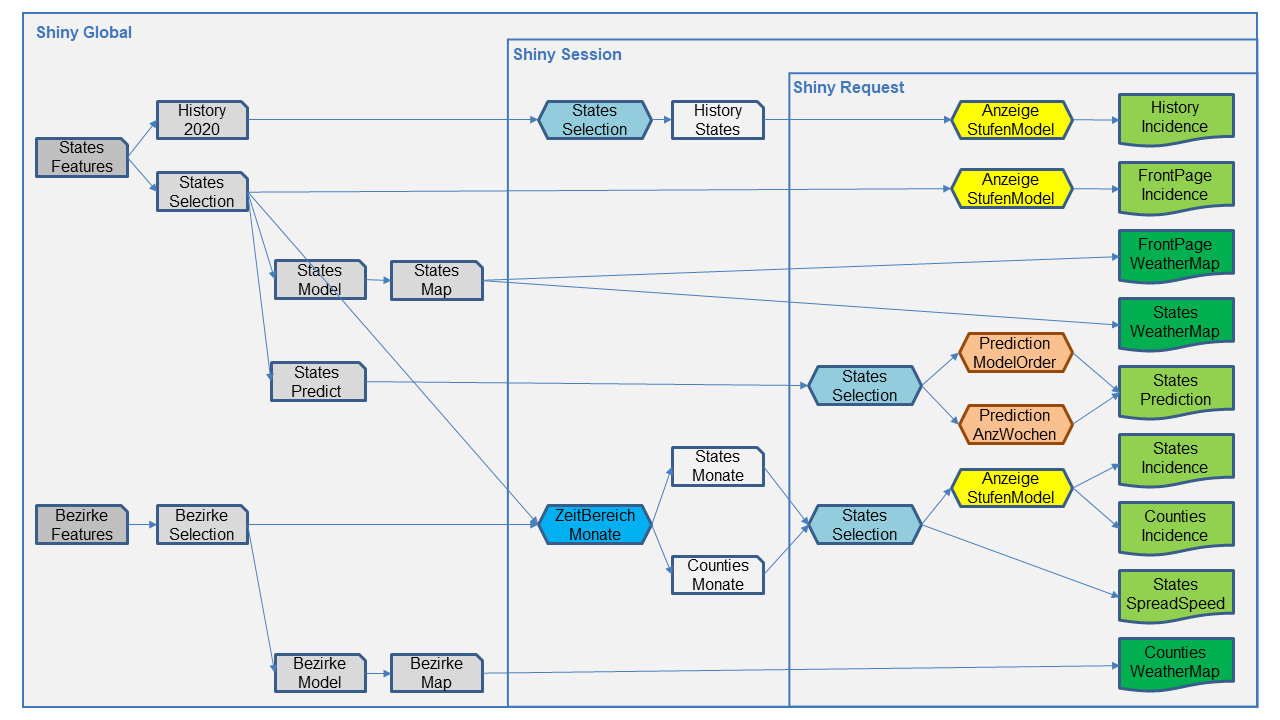 Shiny Global
Shiny Session
Shiny Request
History
2020
States
Selection
History
States
Anzeige
StufenModel
History
Incidence
States
Features
States
Selection
Anzeige
StufenModel
FrontPage
Incidence
States
Model
States
Map
FrontPage
WeatherMap
States
WeatherMap
States
Predict
States
Selection
Prediction
ModelOrder
Prediction
AnzWochen
States
Prediction
States
Monate
Anzeige
StufenModel
States
Incidence
Bezirke
Features
Bezirke
Selection
ZeitBereich
Monate
States
Selection
Counties
Incidence
Counties
Monate
States
SpreadSpeed
Bezirke
Model
Bezirke
Map
Counties
WeatherMap